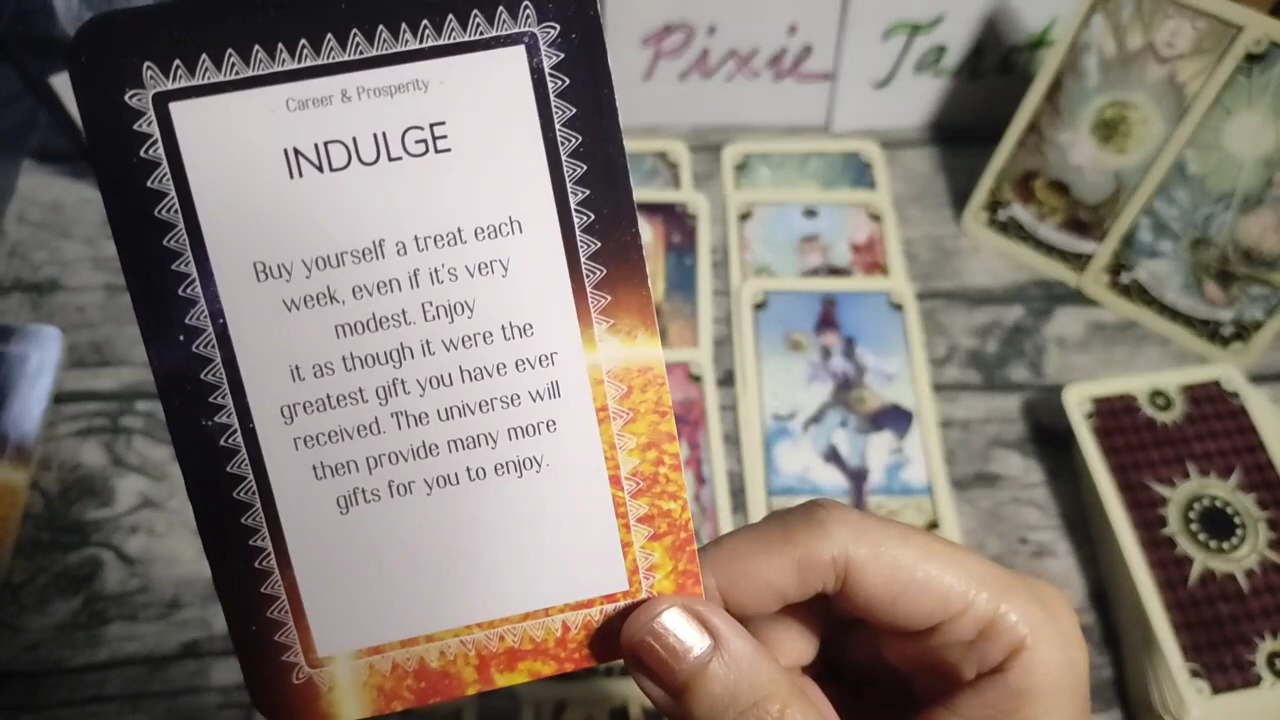 Career & Prosperity
INDULGE
Buy yourself a treat each
week, even if it's very
modest. Enjoy
it as though it were the
greatest gift you have ever
received. The universe will
then provide many more
gifts for you to enjoy.
Pixie Tarot